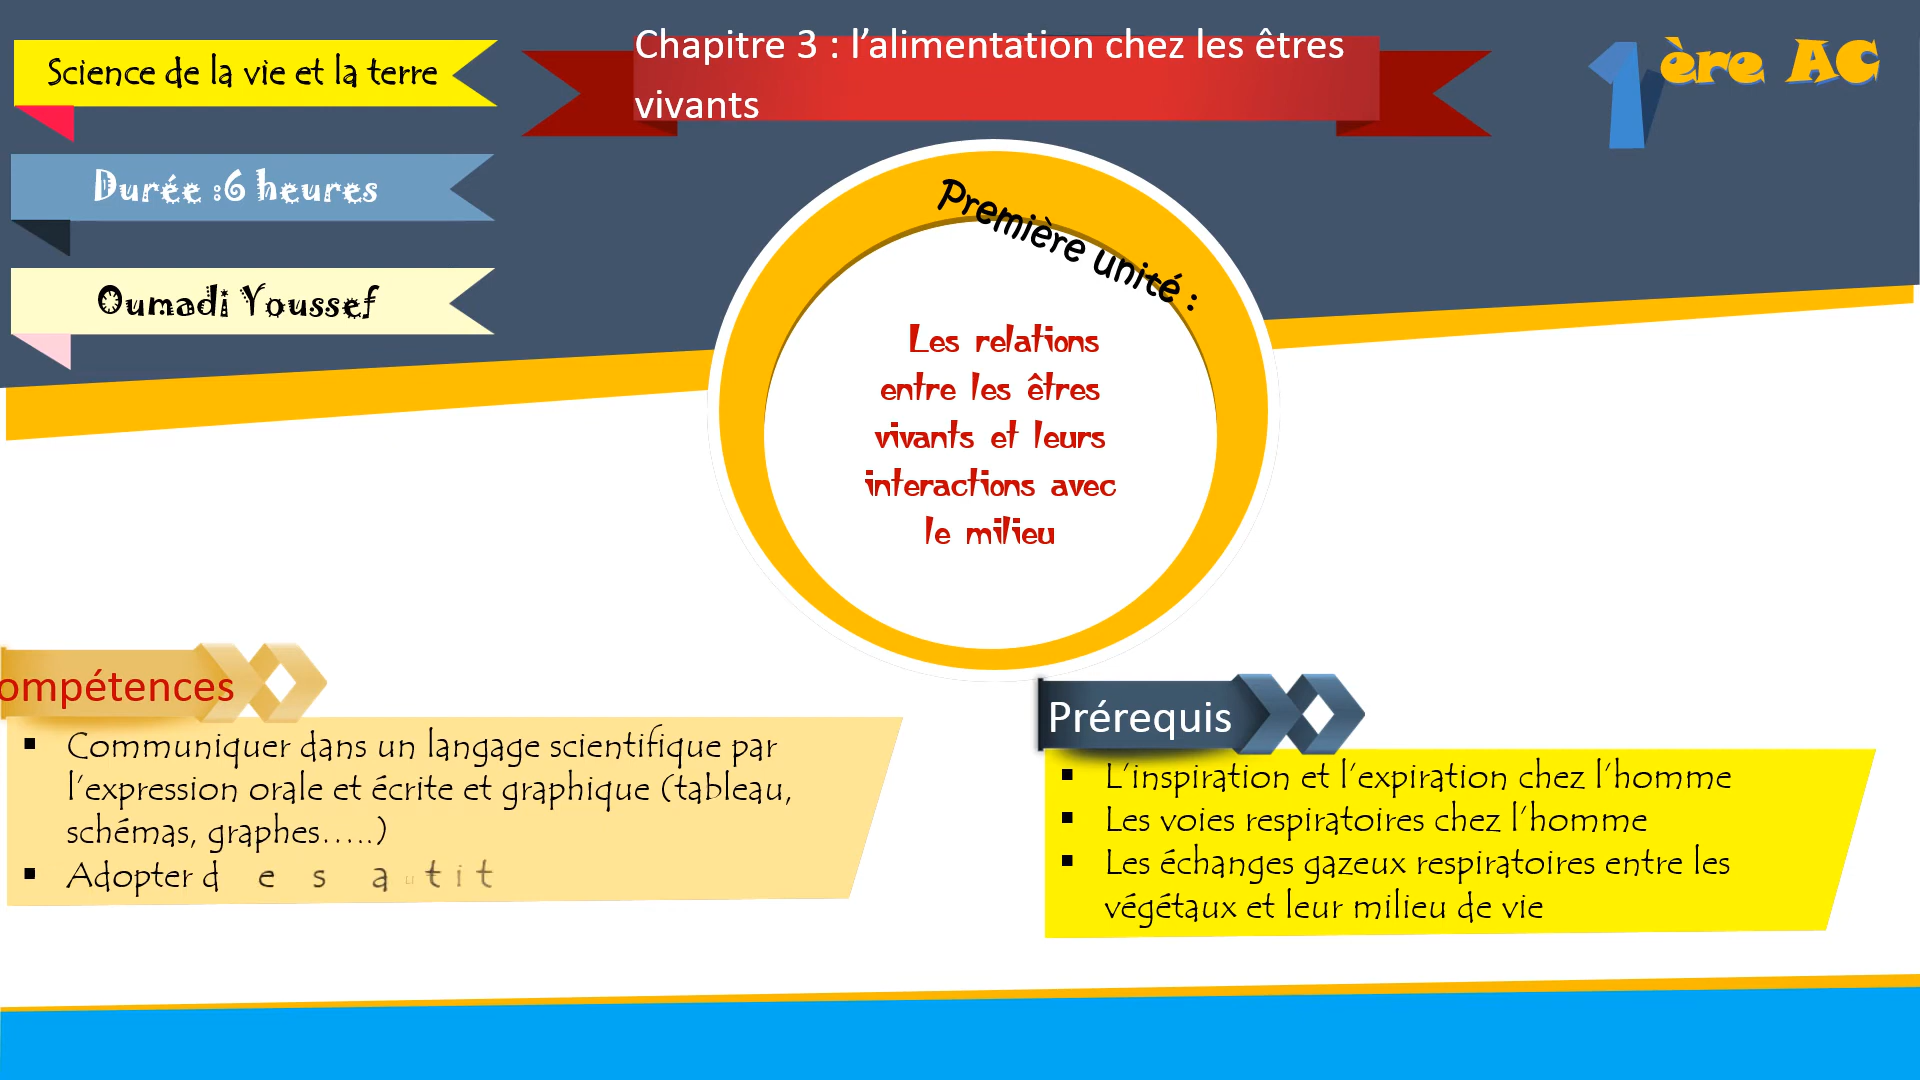 Science de la vie et la terre
Durée :6 heures
Oumadi Youssef
Chapitre 3 : l’alimentation chez les êtres
vivants
1ère AC
Première unité :
Les relations
entre les êtres
vivants et leurs
interactions avec
le milieu
ompétences
▪ Communiquer dans un langage scientifique par
l’expression orale et écrite et graphique (tableau,
schémas, graphes…..)
▪ Adopter d e s a t t i t
Prérequis
▪ L’inspiration et l’expiration chez l’homme
▪ Les voies respiratoires chez l’homme
▪ Les échanges gazeux respiratoires entre les
végétaux et leur milieu de vie